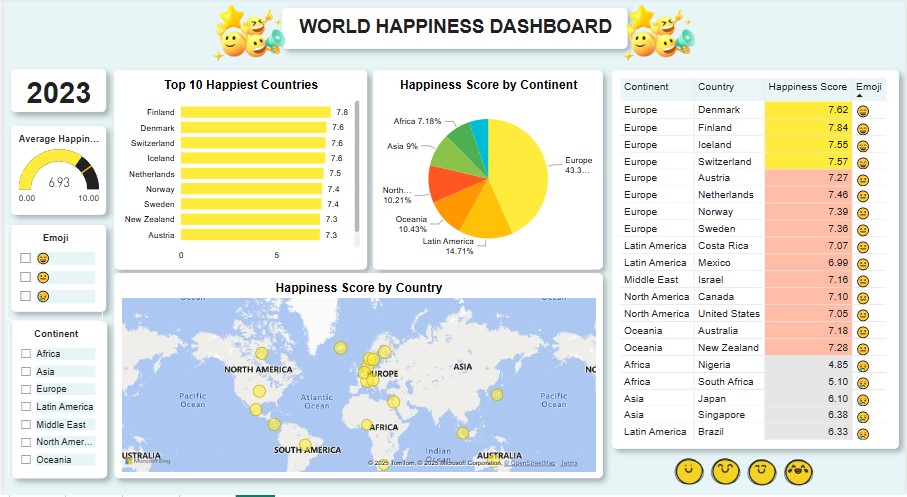 WORLD HAPPINESS DASHBOARD
2023
Average Happin...
6.93
0.00 10.00
Emoji
Continent
Africa
Asia
Europe
Latin America
Middle East
North Amer...
Oceania
Top 10 Happiest Countries
Finland 7.8
Denmark 7.6
Switzerland 7.6
Iceland 7.6
Netherlands 7.5
Norway 7.4
Sweden 7.4
New Zealand 7.3
Austria 7.3
0 5
Happiness Score by Continent
Africa 7.18%
Asia 9%
North...
10.21%
Oceania
10.43%
Latin America
14.71%
Europe
43.3...
Happiness Score by Country
Ocean
Ocean
NORTH AMERICA
EUROPE
ASIA
NC
Pacific
Ocean
Atlantic
Ocean
Pacific
Ocean
AFRICA
SOUTH AMERICA
Indian
Ocean
USTRALIA
AUSTRALIA
Microsoft Bing
© 2025 TomTom, © 2025 Microsoft Corporation, © OpenStreetMap Terms
Continent Country Happiness Score Emoji
Europe Denmark 7.62
Europe Finland 7.84
Europe Iceland 7.55
Europe Switzerland 7.57
Europe Austria 7.27
Europe Netherlands 7.46
Europe Norway 7.39
Europe Sweden 7.36
Latin America Costa Rica 7.07
Latin America Mexico 6.99
Middle East Israel 7.16
North America Canada 7.10
North America United States 7.05
Oceania Australia 7.18
Oceania New Zealand 7.28
Africa Nigeria 4.85
Africa South Africa 5.10
Asia Japan 6.10
Asia Singapore 6.38
Latin America Brazil 6.33